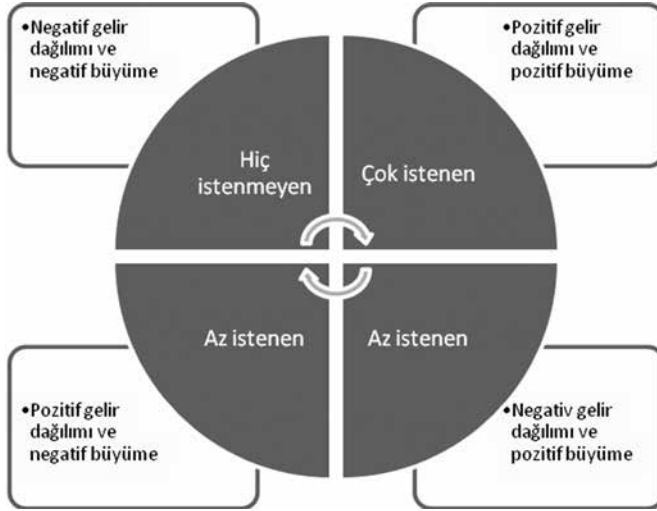 •Negatif gelir
dağılımı ve
negatif büyüme
•Pozitif gelir
dağılımı ve
pozitif büyüme
Hiç
istenmeyen
Çok istenen
Az istenen
Az istenen
•Pozitif gelir
dağılımı ve
negatif büyüme
•Negativ gelir
dağılımı ve
pozitif büyüme